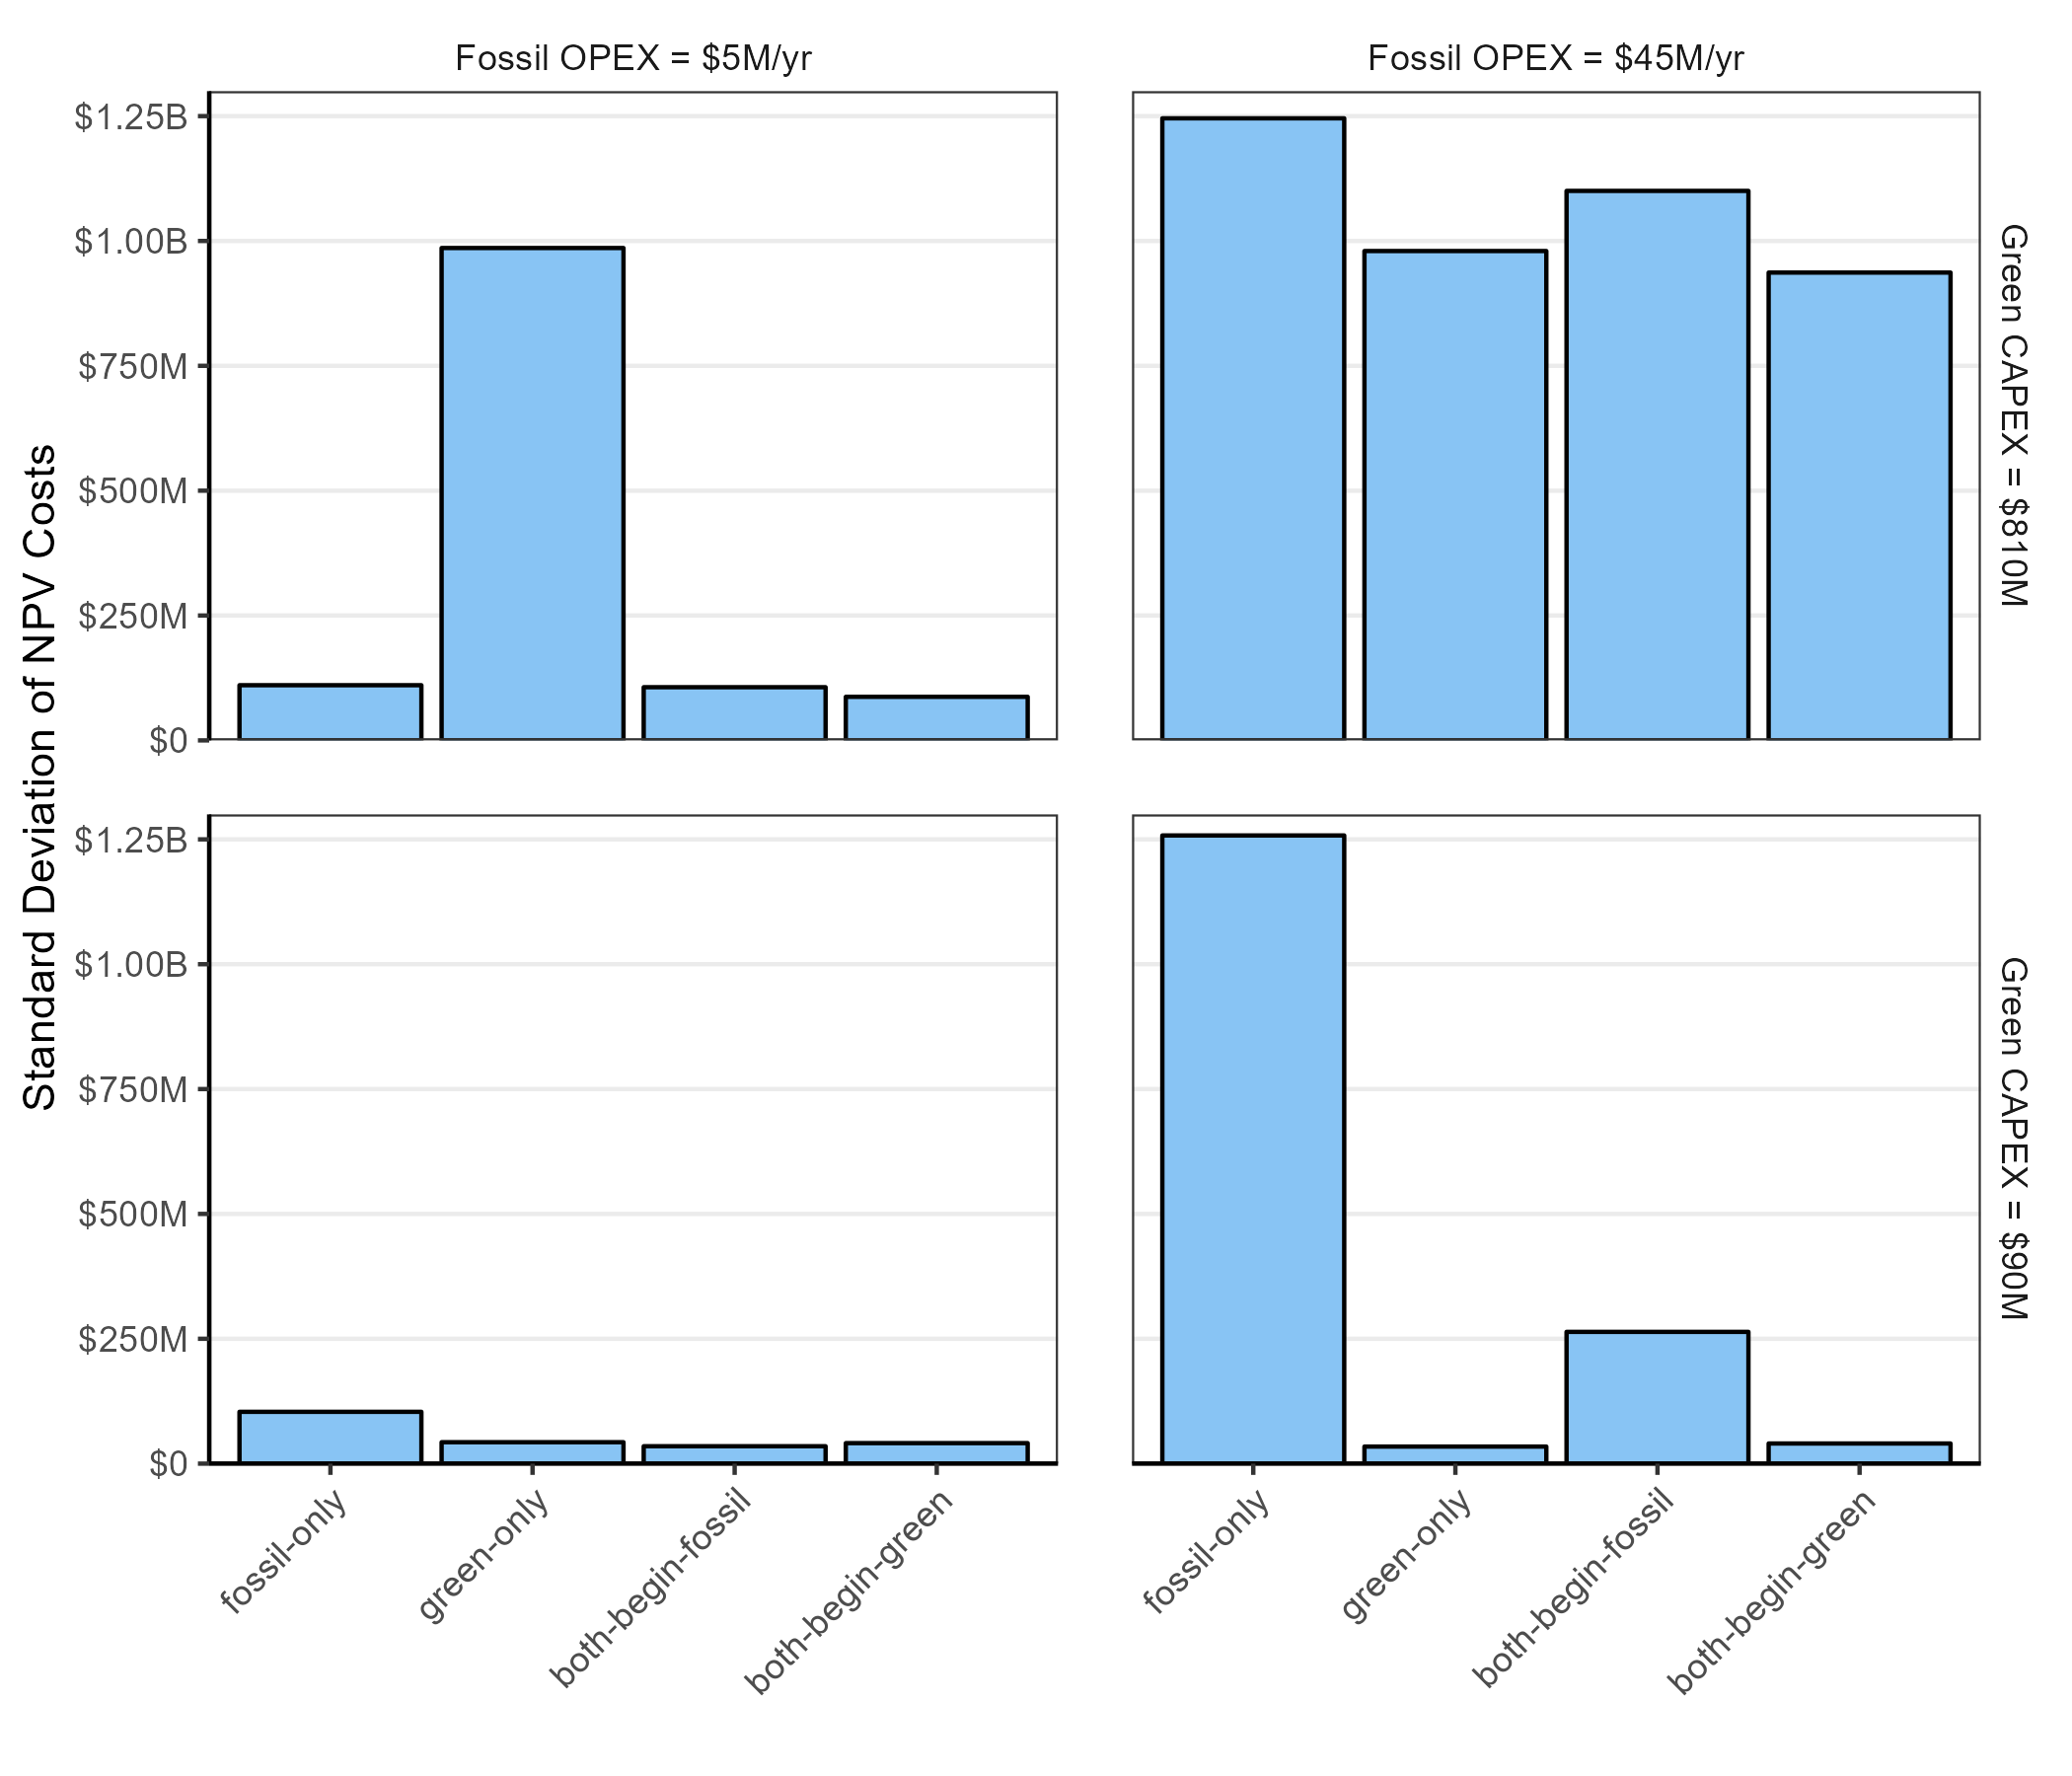 Fossil OPEX = $5M/yr
Fossil OPEX = $45M/yr
$1.25B
$1.00B
$750M
$500M
$250M
$0
Green CAPEX = $810M
Standard Deviation of NPV Costs
$1.25B
$1.00B
$750M
$500M
$250M
$0
Green CAPEX = $90M
fossil-only
green-only
both-begin-fossil
both-begin-green
fossil-only
green-only
both-begin-fossil
both-begin-green